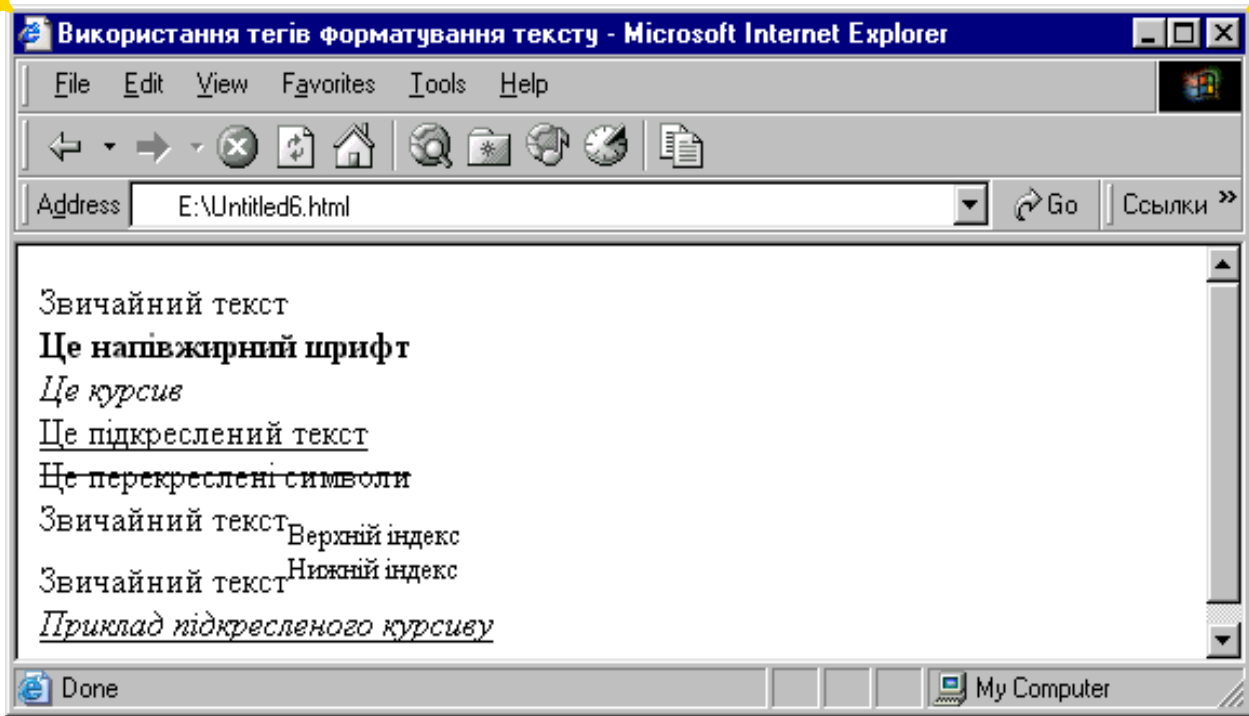 Використання тегів форматування тексту - Microsoft Internet Explorer
File Edit View Favorites Tools Help
Address E:\Untitled6.html Go Ссылки »
Звичайний текст
Це напівжирний шрифт
Це курсив
Це підкреслений текст
Це перекреслені символи
Звичайний текстВерхній індекс
Звичайний текстНижній індекс
Приклад підкресленого курсиву
Done My Computer